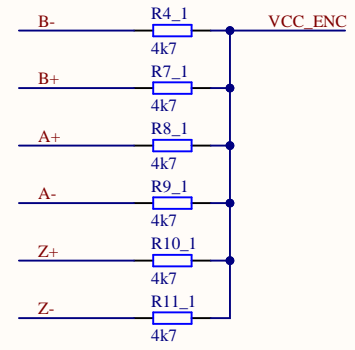 B- R4_1 VCC_ENC
4k7
B+ R7_1
4k7
A+ R8_1
4k7
A- R9_1
4k7
Z+ R10_1
4k7
Z- R11_1
4k7